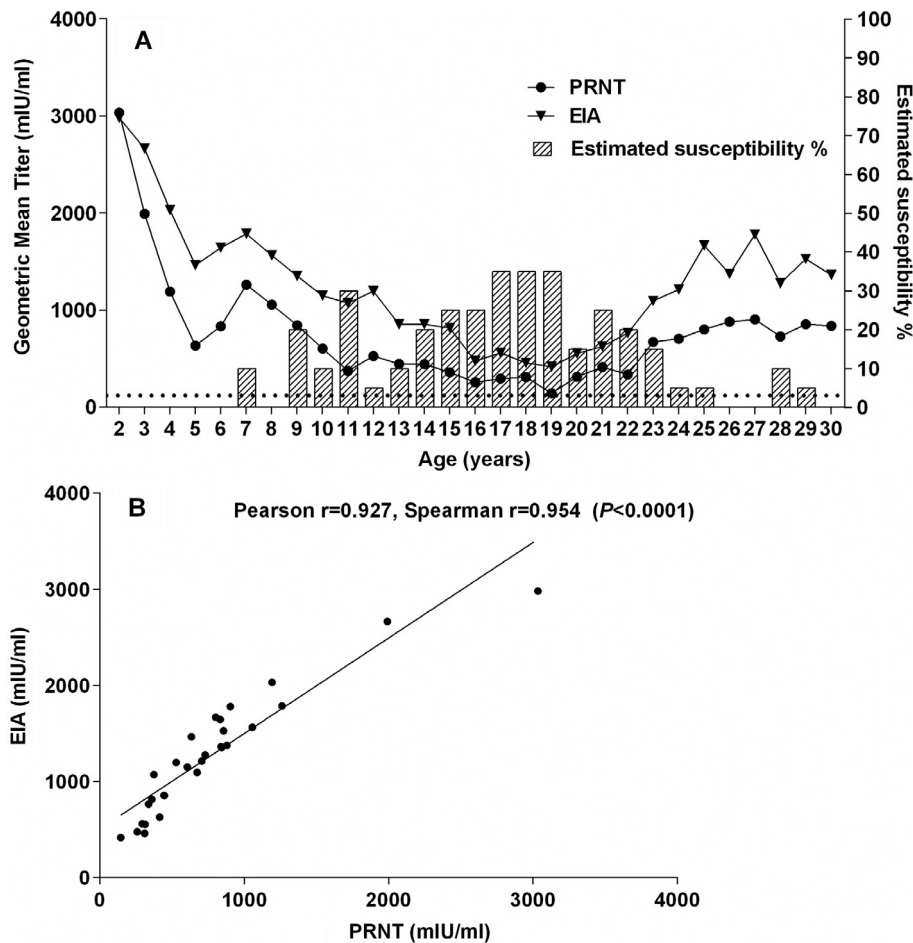 A
Geometric Mean Titer (mIU/ml)
4000
3000
2000
1000
0
PRNT
EIA
Estimated susceptibility %
100
90
80
70
60
50
40
30
20
10
0
Estimated susceptibility %
2 3 4 5 6 7 8 9 10 11 12 13 14 15 16 17 18 19 20 21 22 23 24 25 26 27 28 29 30
Age (years)
B
Pearson r=0.927, Spearman r=0.954 (P<0.0001)
EIA (mIU/ml)
4000
3000
2000
1000
0
0 1000 2000 3000 4000
PRNT (mIU/ml)